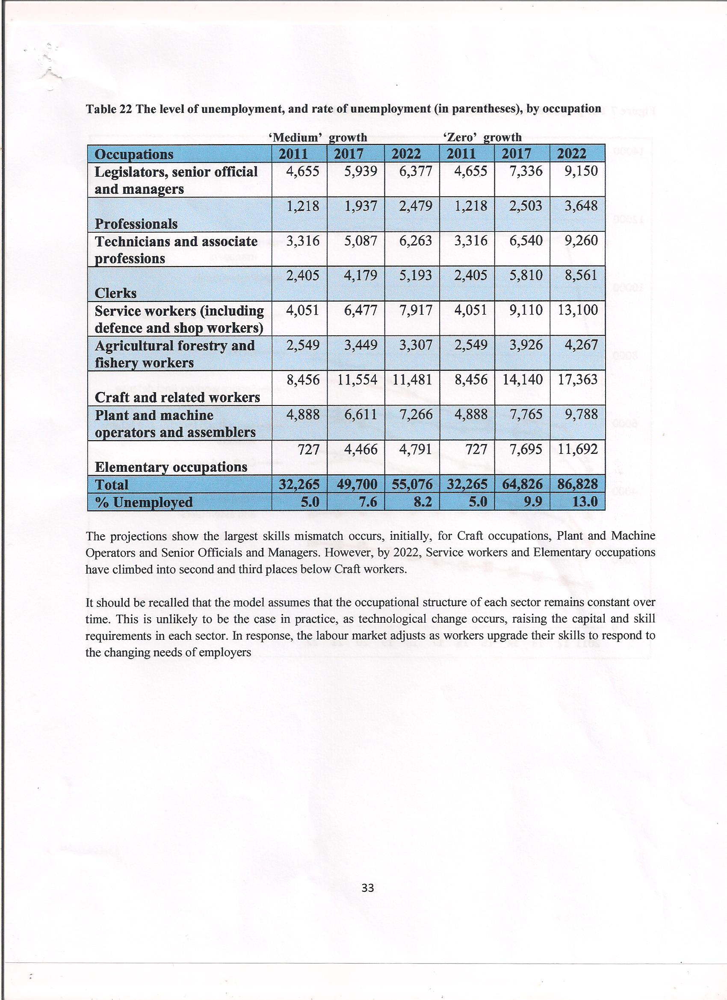 Table 22 The level of unemployment, and rate of unemployment (in parentheses), by occupation
‘Medium’ growth ‘Zero’ growth
Occupations 2011 2017 2022 2011 2017 2022
Legislators, senior official 4,655 5,939 6,377 4,655 7,336 9,150
and managers
1,218 1,937 2,479 1,218 2,503 3,648
Professionals
Technicians and associate 3,316 5,087 6,263 3,316 6,540 9,260
professions
2,405 4,179 5,193 2,405 5,810 8,561
Clerks
Service workers (including 4,051 6,477 7,917 4,051 9,110 13,100
defence and shop workers)
Agricultural forestry and 2,549 3,449 3,307 2,549 3,926 4,267
fishery workers
8,456 11,554 11,481 8,456 14,140 17,363
Craft and related workers
Plant and machine 4,888 6,611 7,266 4,888 7,765 9,788
operators and assemblers
727 4,466 4,791 727 7,695 11,692
Elementary occupations
Total 32,265 49,700 55,076 32,265 64,826 86,828
% Unemployed 5.0 7.6 8.2 5.0 9.9 13.0
The projections show the largest skills mismatch occurs, initially, for Craft occupations, Plant and Machine
Operators and Senior Officials and Managers. However, by 2022, Service workers and Elementary occupations
have climbed into second and third places below Craft workers.
It should be recalled that the model assumes that the occupational structure of each sector remains constant over
time. This is unlikely to be the case in practice, as technological change occurs, raising the capital and skill
requirements in each sector. In response, the labour market adjusts as workers upgrade their skills to respond to
the changing needs of employers
33